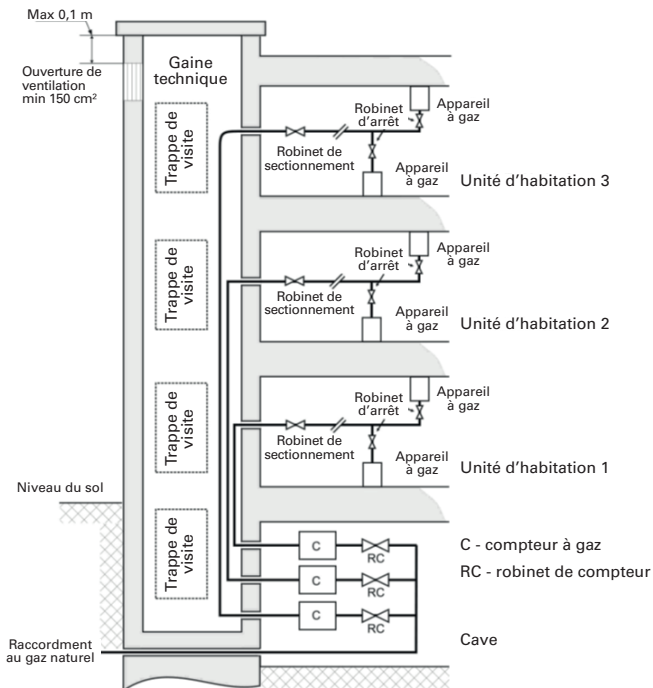 Max 0,1 m
Ouverture de
ventilation
min 150 cm²
Gaine
technique
Trappe de
visite
Robinet
d'arrêt
Appareil
à gaz
Robinet de
sectionnement
Appareil
à gaz
Unité d'habitation 3
Trappe de
visite
Robinet
d'arrêt
Appareil
à gaz
Robinet de
sectionnement
Appareil
à gaz
Unité d'habitation 2
Trappe de
visite
Robinet
d'arrêt
Appareil
à gaz
Robinet de
sectionnement
Appareil
à gaz
Unité d'habitation 1
Niveau du sol
Trappe de
visite
C
RC
C - compteur à gaz
C
RC
RC - robinet de compteur
C
RC
Cave
Raccordment
au gaz naturel